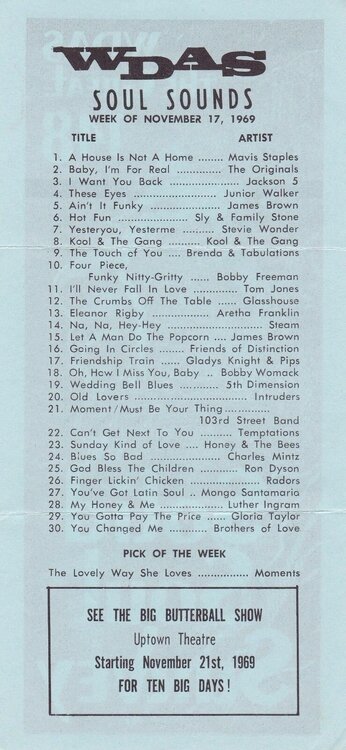 WDAS
SOUL SOUNDS
WEEK OF NOVEMBER 17, 1969
TITLE ARTIST
1. A House Is Not A Home ........ Mavis Staples
2. Baby, I'm For Real .............. The Originals
3. I Want You Back ...................... Jackson 5
4. These Eyes ...................... Junior Walker
5. Ain't It Funky .................... James Brown
6. Hot Fun .................. Sly & Family Stone
7. Yesteryou, Yesterme ........ Stevie Wonder
8. Kool & The Gang .......... Kool & The Gang
9. The Touch of You .... Brenda & Tabulations
10. Four Piece,
Funky Nitty-Gritty ...... Bobby Freeman
11. I'll Never Fall In Love .............. Tom Jones
12. The Crumbs Off The Table ...... Glasshouse
13. Eleanor Rigby ................ Aretha Franklin
14. Na, Na, Hey-Hey ........................ Steam
15. Let A Man Do The Popcorn .... James Brown
16. Going In Circles ........ Friends of Distinction
17. Friendship Train ...... Gladys Knight & Pips
18. Oh, How I Miss You, Baby .. Bobby Womack
19. Wedding Bell Blues ............ 5th Dimension
20. Old Lovers ........................ Intruders
21. Moment/Must Be Your Thing .............
103rd Street Band
22. Can't Get Next To You .......... Temptations
23. Sunday Kind of Love .... Honey & The Bees
24. Blues So Bad .................. Charles Mintz
25. God Bless The Children ........... Ron Dyson
26. Finger Lickin' Chicken ................ Radors
27. You've Got Latin Soul .. Mongo Santamaria
28. My Honey & Me .............. Luther Ingram
29. You Gotta Pay The Price ...... Gloria Taylor
30. You Changed Me ............ Brothers of Love
PICK OF THE WEEK
The Lovely Way She Loves ................ Moments
SEE THE BIG BUTTERBALL SHOW
Uptown Theatre
Starting November 21st, 1969
FOR TEN BIG DAYS!